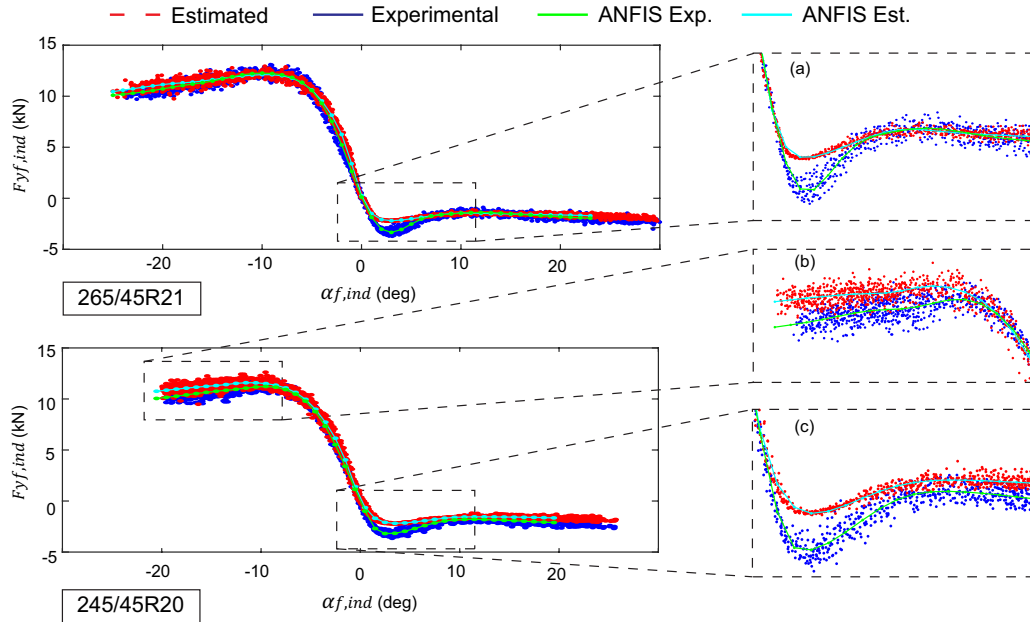 Estimated Experimental ANFIS Exp. ANFIS Est.
15
10
5
0
-5
Fyf,ind (kN)
-20 -10 0 10 20
αf,ind (deg)
265/45R21
(a)
(b)
15
10
5
0
-5
Fyf,ind (kN)
-20 -10 0 10 20
αf,ind (deg)
245/45R20
(c)